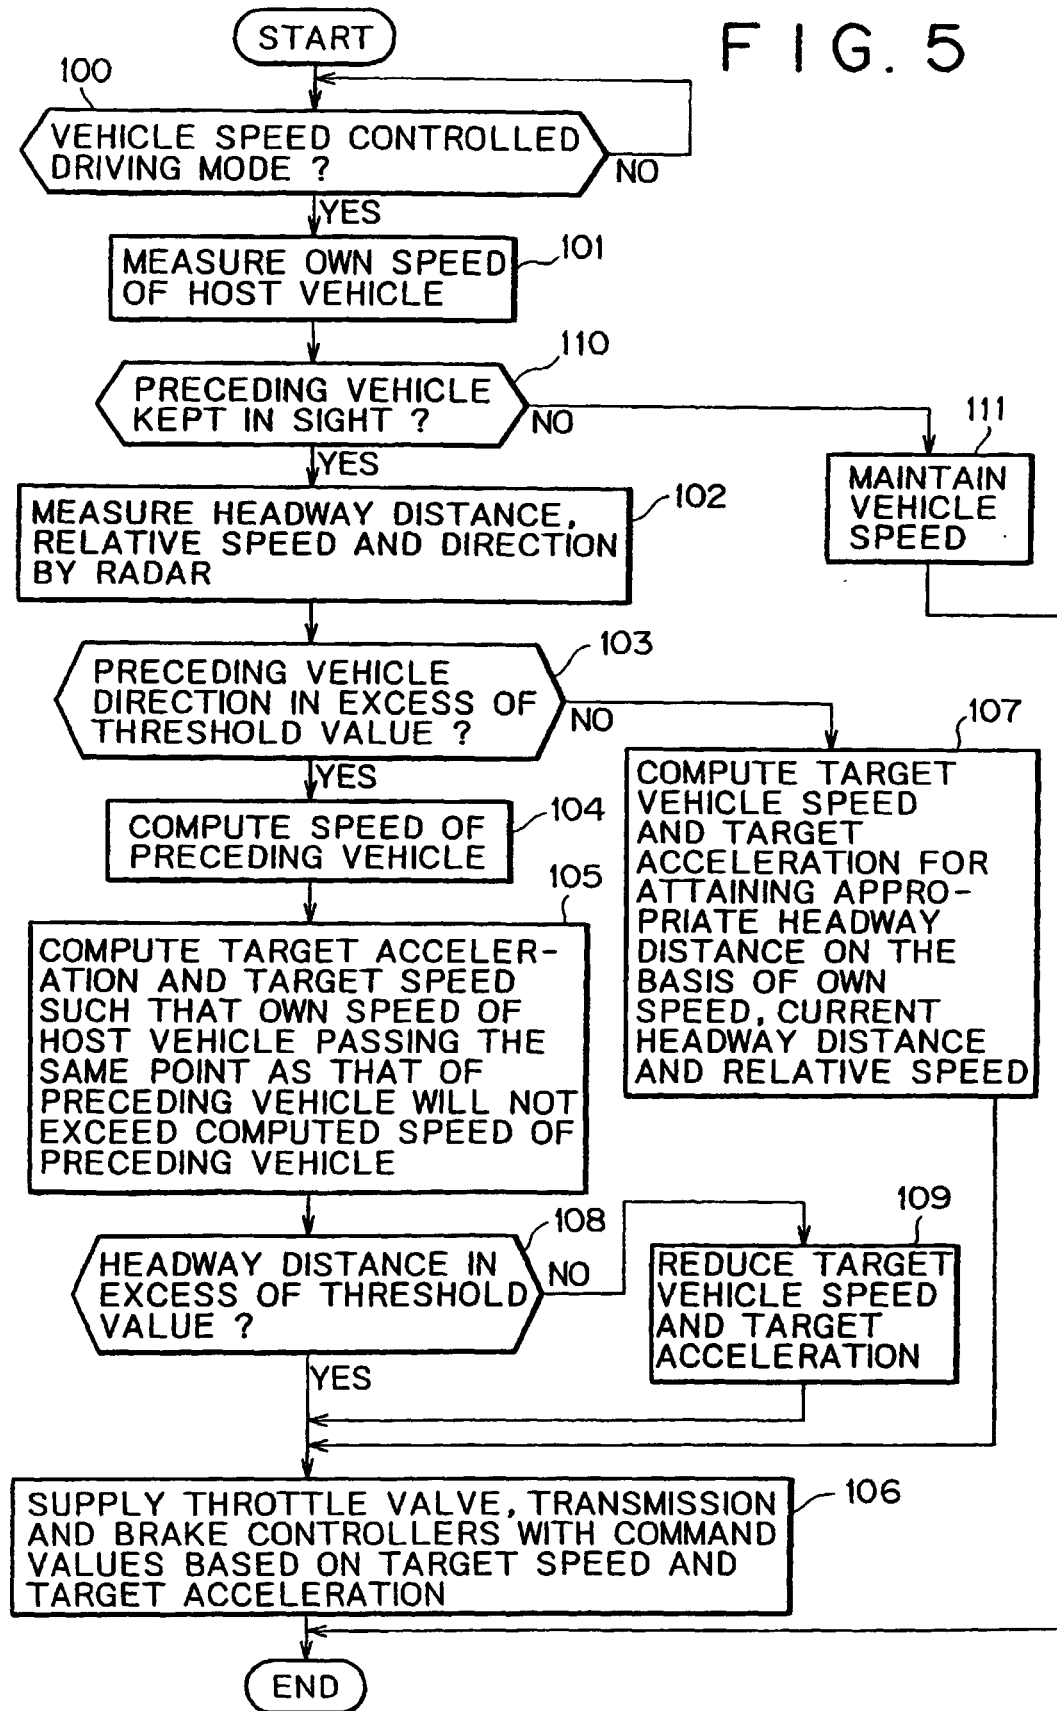 FIG. 5
START
100
VEHICLE SPEED CONTROLLED
DRIVING MODE ?
NO
YES
101
MEASURE OWN SPEED
OF HOST VEHICLE
110
PRECEDING VEHICLE
KEPT IN SIGHT ?
NO
YES
111
MAINTAIN
VEHICLE
SPEED
102
MEASURE HEADWAY DISTANCE,
RELATIVE SPEED AND DIRECTION
BY RADAR
103
PRECEDING VEHICLE
DIRECTION IN EXCESS OF
THRESHOLD VALUE ?
NO
YES
107
COMPUTE TARGET
VEHICLE SPEED
AND TARGET
ACCELERATION FOR
ATTAINING APPRO-
PRIATE HEADWAY
DISTANCE ON THE
BASIS OF OWN
SPEED, CURRENT
HEADWAY DISTANCE
AND RELATIVE SPEED
104
COMPUTE SPEED OF
PRECEDING VEHICLE
105
COMPUTE TARGET ACCELER-
ATION AND TARGET SPEED
SUCH THAT OWN SPEED OF
HOST VEHICLE PASSING THE
SAME POINT AS THAT OF
PRECEDING VEHICLE WILL NOT
EXCEED COMPUTED SPEED OF
PRECEDING VEHICLE
108
HEADWAY DISTANCE IN
EXCESS OF THRESHOLD
VALUE ?
NO
YES
109
REDUCE TARGET
VEHICLE SPEED
AND TARGET
ACCELERATION
106
SUPPLY THROTTLE VALVE, TRANSMISSION
AND BRAKE CONTROLLERS WITH COMMAND
VALUES BASED ON TARGET SPEED AND
TARGET ACCELERATION
END